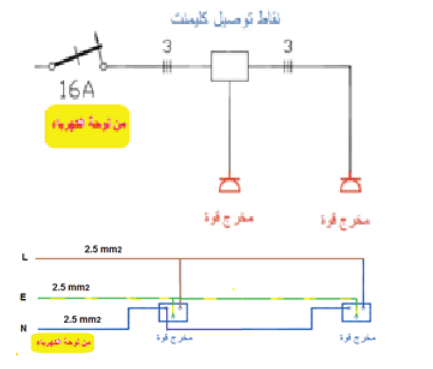 نقاط توصيل كليمنت
3
3
16A
من لوحة الكهرباء
مخرج قوة
مخرج قوة
L
2.5 mm2
E
2.5 mm2
N
2.5 mm2
من لوحة الكهرباء
مخرج قوة
مخرج قوة